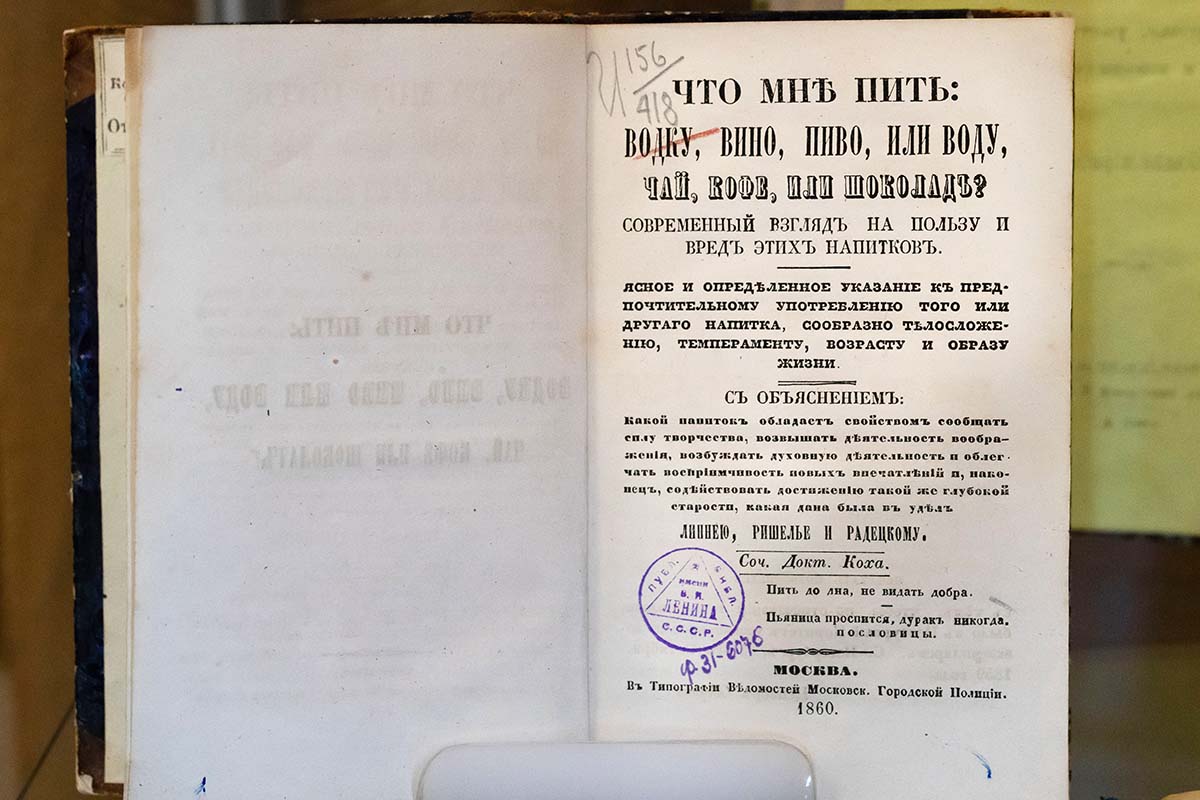 Ко
От
156
418
ЧТО МНѢ ПИТЬ:
ВОДКУ, ВИНО, ПИВО, ИЛИ ВОДУ,
ЧАЙ, КОФЕ, ИЛИ ШОКОЛАДЪ?
СОВРЕМЕННЫЙ ВЗГЛЯДЪ НА ПОЛЬЗУ И
ВРЕДЪ ЭТИХЪ НАПИТКОВЪ.
ЯСНОЕ И ОПРЕДѢЛЕННОЕ УКАЗАНІЕ КЪ ПРЕД-
ПОЧТИТЕЛЬНОМУ УПОТРЕБЛЕНІЮ ТОГО ИЛИ
ДРУГАГО НАПИТКА, СООБРАЗНО ТѢЛОСЛОЖЕ-
НІЮ, ТЕМПЕРАМЕНТУ, ВОЗРАСТУ И ОБРАЗУ
ЖИЗНИ.
СЪ ОБЪЯСНЕНІЕМЪ:
Какой напитокъ обладаетъ свойствомъ сообщать
силу творчества, возвышать дѣятельность вообра-
женія, возбуждать духовную дѣятельность и облег-
чать воспріимчивость новыхъ впечатлѣній и, нако-
нецъ, содѣйствовать достиженію такой же глубокой
старости, какая дана была въ удѣлъ
ЛИННЕЮ, РИШЕЛЬЕ И РАДЕЦКОМУ.
Соч. Докт. Коха.
ПУБЛ. БИБЛ.
ИМЕНИ
В. И.
ЛЕНИНА
С.С.С.Р.
ф.31-6076
Пить до дна, не видать добра.
Пьяница проспится, дуракъ никогда.
ПОСЛОВИЦЫ.
МОСКВА.
Въ Типографіи Вѣдомостей Московск. Городской Полиціи.
1860.